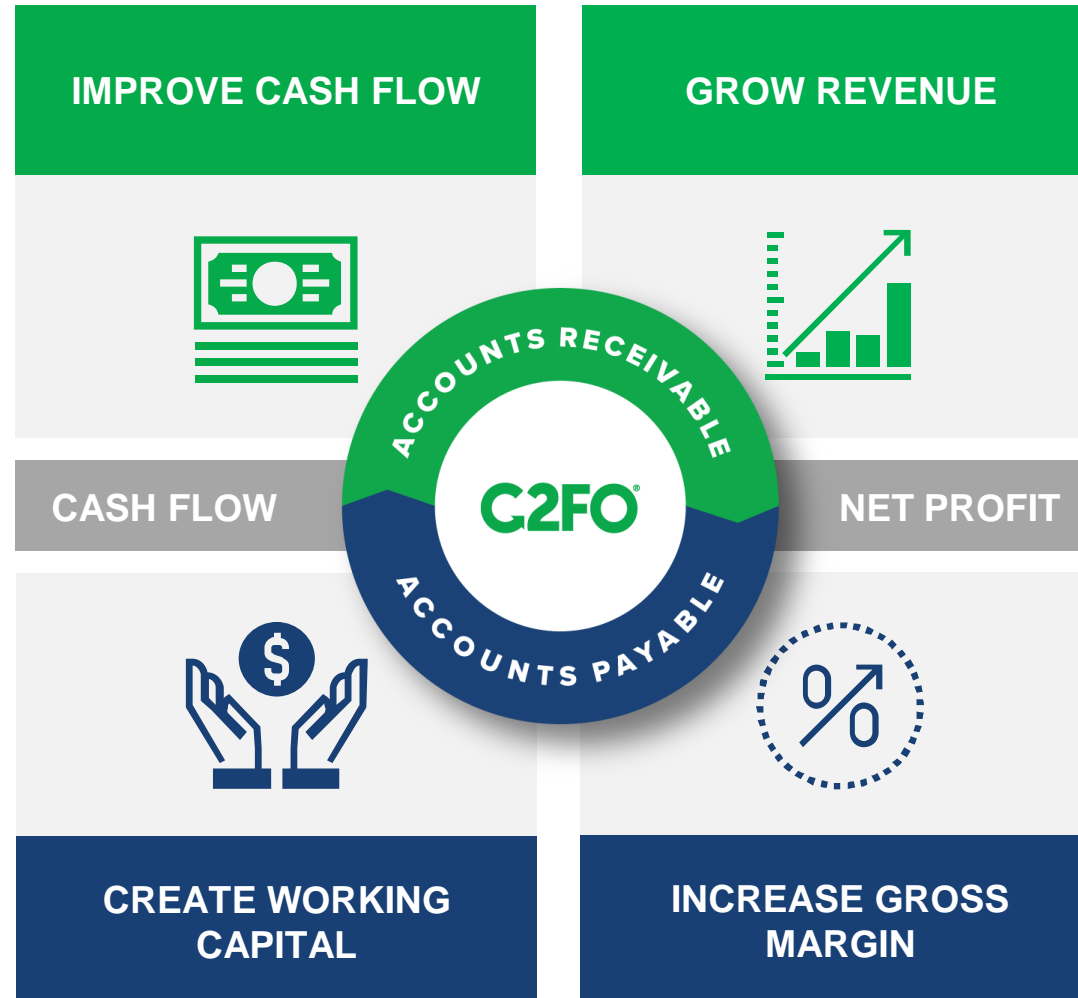 IMPROVE CASH FLOW
GROW REVENUE
ACCOUNTS RECEIVABLE
CASH FLOW
C2FO®
NET PROFIT
ACCOUNTS PAYABLE
$
%
CREATE WORKING
CAPITAL
INCREASE GROSS
MARGIN